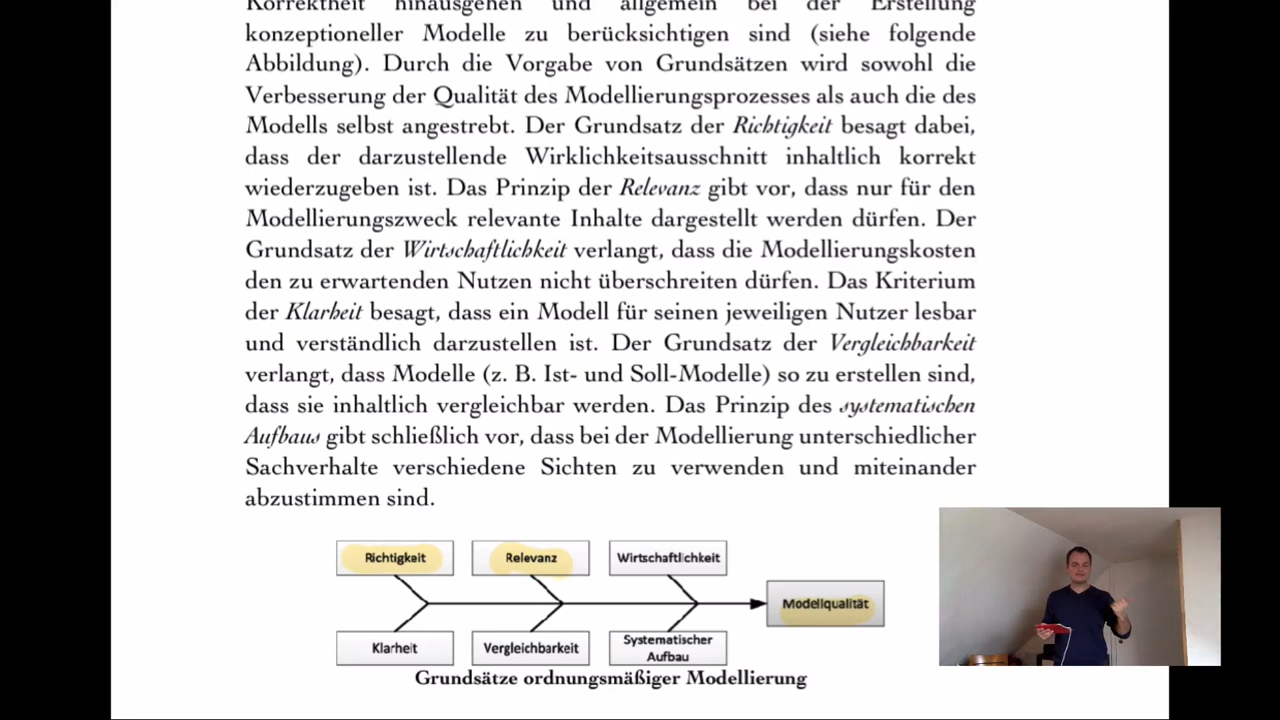 Korrektheit hinausgehen und allgemein bei der Erstellung
konzeptioneller Modelle zu berücksichtigen sind (siehe folgende
Abbildung). Durch die Vorgabe von Grundsätzen wird sowohl die
Verbesserung der Qualität des Modellierungsprozesses als auch die des
Modells selbst angestrebt. Der Grundsatz der Richtigkeit besagt dabei,
dass der darzustellende Wirklichkeitsausschnitt inhaltlich korrekt
wiederzugeben ist. Das Prinzip der Relevanz gibt vor, dass nur für den
Modellierungszweck relevante Inhalte dargestellt werden dürfen. Der
Grundsatz der Wirtschaftlichkeit verlangt, dass die Modellierungskosten
den zu erwartenden Nutzen nicht überschreiten dürfen. Das Kriterium
der Klarheit besagt, dass ein Modell für seinen jeweiligen Nutzer lesbar
und verständlich darzustellen ist. Der Grundsatz der Vergleichbarkeit
verlangt, dass Modelle (z. B. Ist- und Soll-Modelle) so zu erstellen sind,
dass sie inhaltlich vergleichbar werden. Das Prinzip des systematischen
Aufbaus gibt schließlich vor, dass bei der Modellierung unterschiedlicher
Sachverhalte verschiedene Sichten zu verwenden und miteinander
abzustimmen sind.
Richtigkeit
Relevanz
Wirtschaftlichkeit
Modellqualität
Klarheit
Vergleichbarkeit
Systematischer
Aufbau
Grundsätze ordnungsmäßiger Modellierung